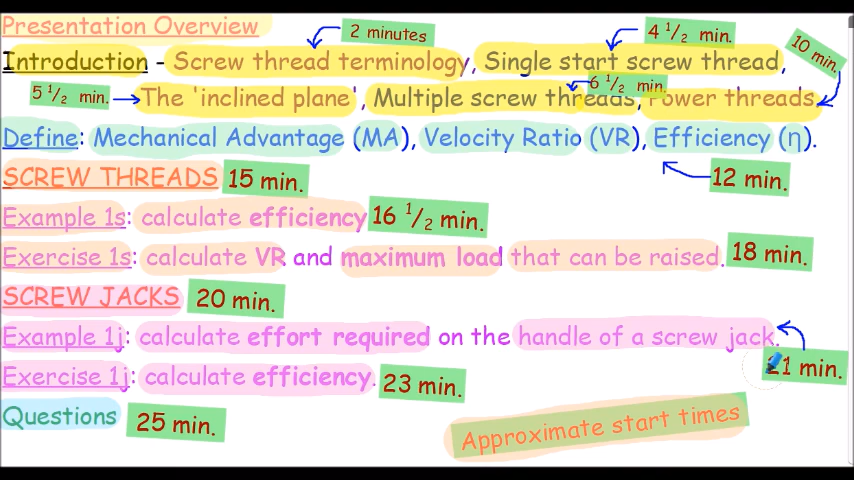 Presentation Overview
2 minutes
4 1/2 min.
Introduction - Screw thread terminology, Single start screw thread,
10 min.
5 1/2 min.
6 1/2 min.
The 'inclined plane', Multiple screw threads, Power threads
Define: Mechanical Advantage (MA), Velocity Ratio (VR), Efficiency (η).
12 min.
SCREW THREADS 15 min.
Example 1s: calculate efficiency 16 1/2 min.
Exercise 1s: calculate VR and maximum load that can be raised. 18 min.
SCREW JACKS 20 min.
Example 1j: calculate effort required on the handle of a screw jack.
21 min.
Exercise 1j: calculate efficiency. 23 min.
Questions 25 min.
Approximate start times